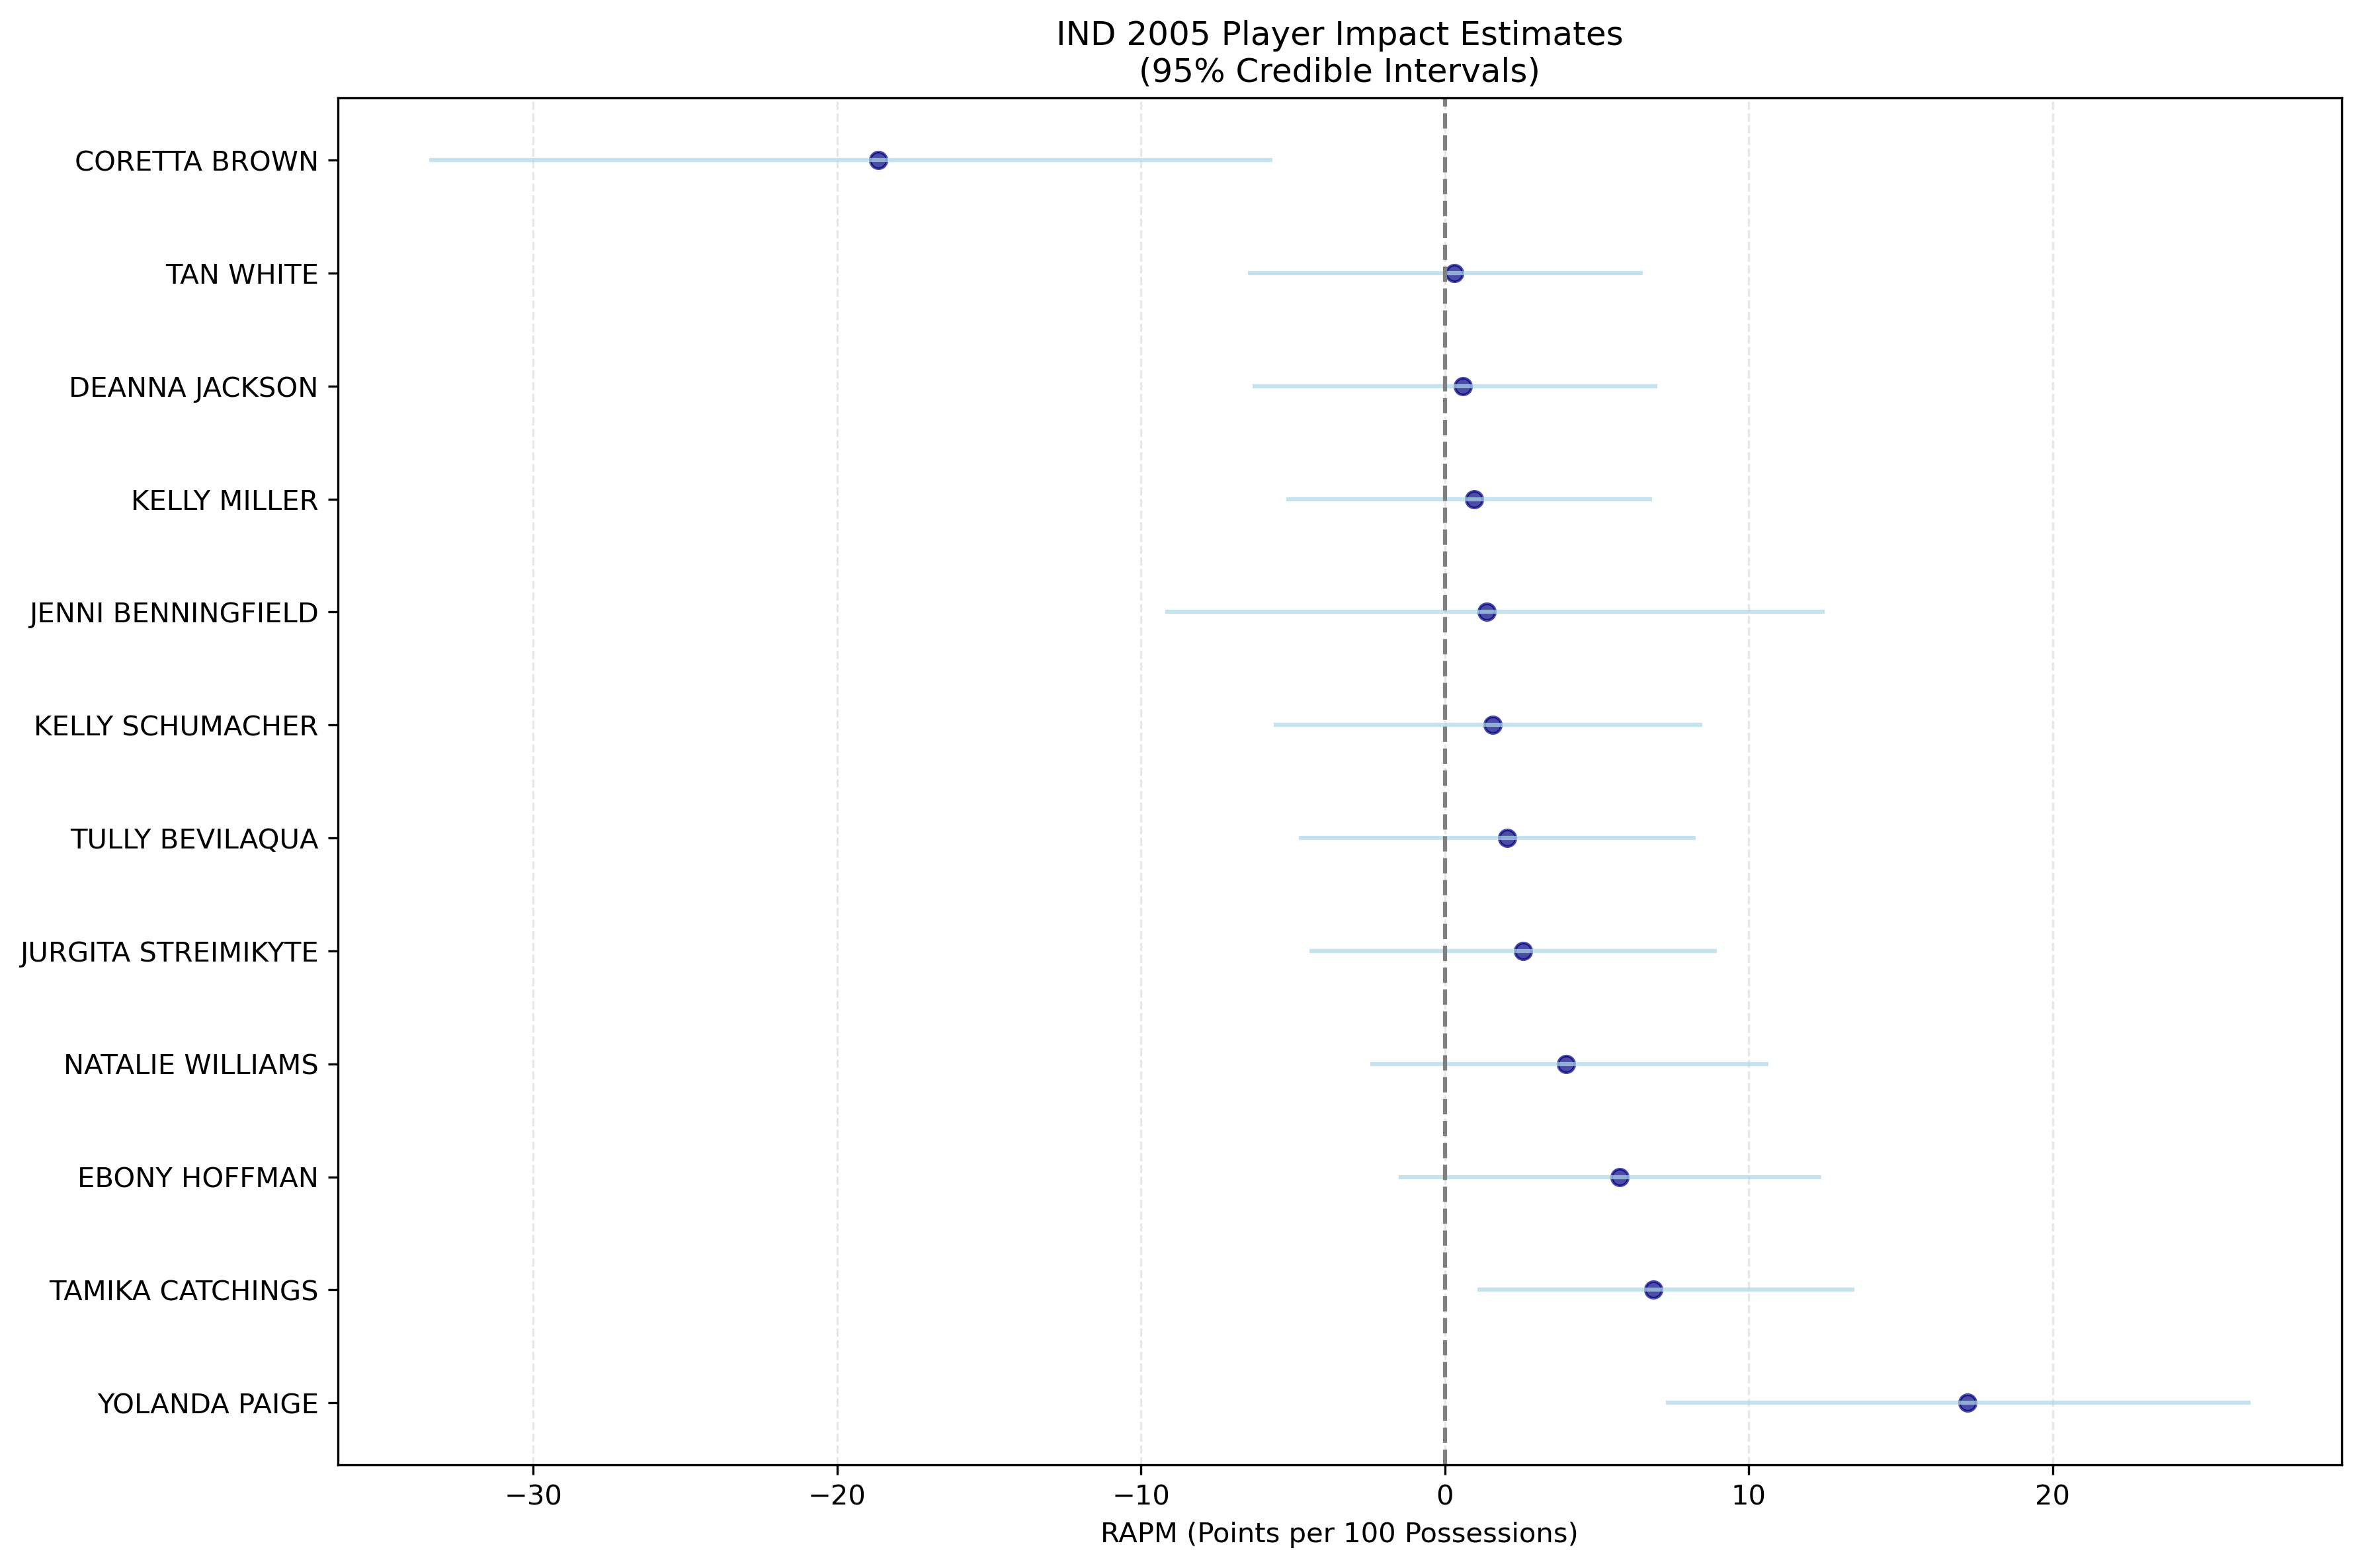 IND 2005 Player Impact Estimates
(95% Credible Intervals)
CORETTA BROWN
TAN WHITE
DEANNA JACKSON
KELLY MILLER
JENNI BENNINGFIELD
KELLY SCHUMACHER
TULLY BEVILAQUA
JURGITA STREIMIKYTE
NATALIE WILLIAMS
EBONY HOFFMAN
TAMIKA CATCHINGS
YOLANDA PAIGE
−30 −20 −10 0 10 20
RAPM (Points per 100 Possessions)